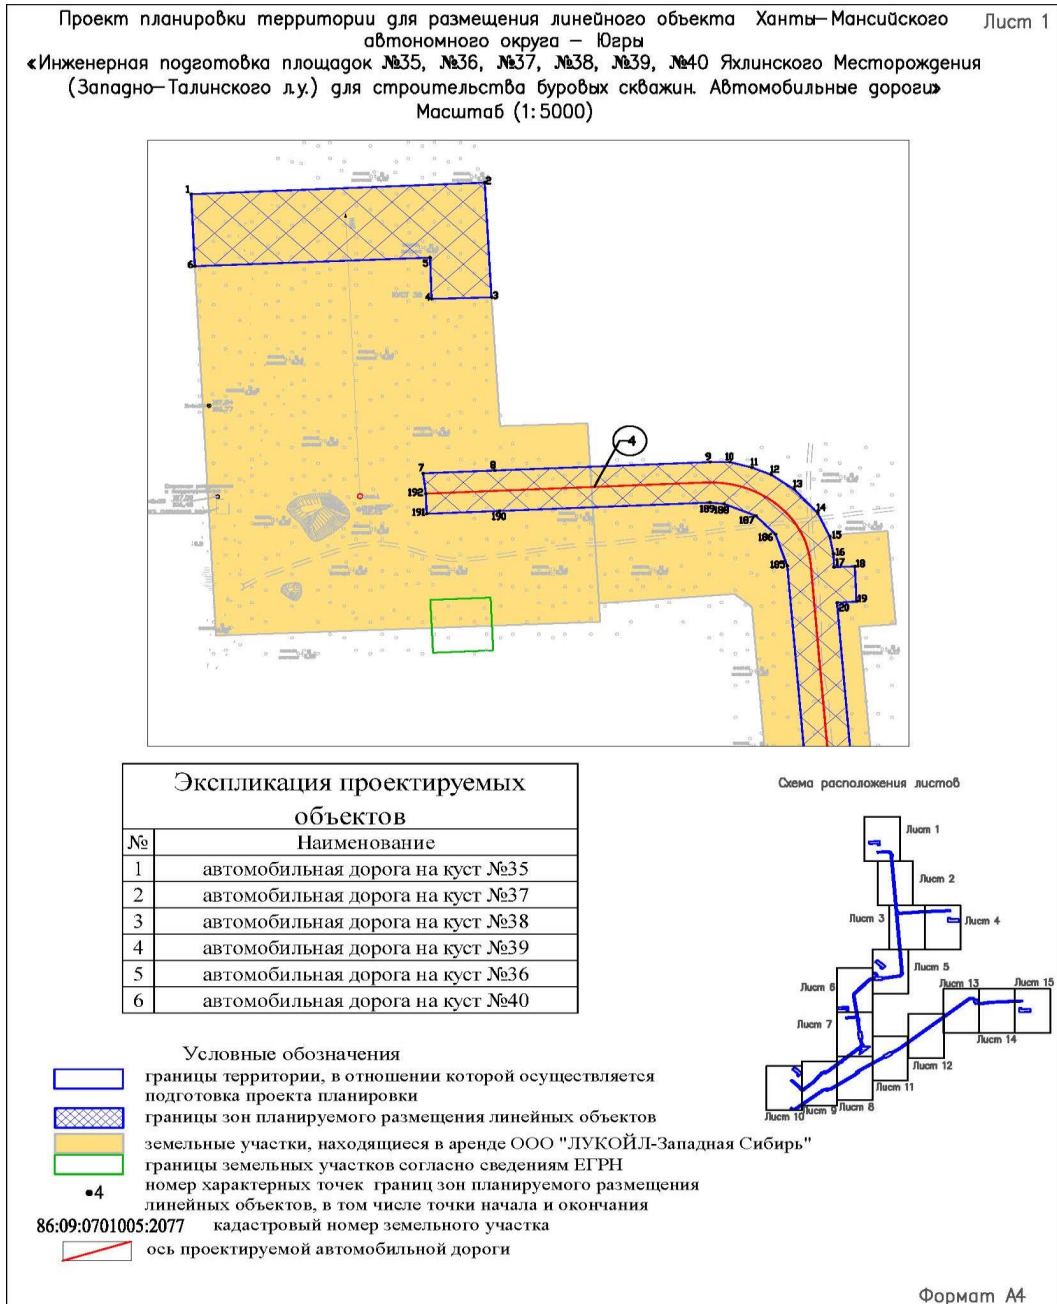 Проект планировки территории для размещения линейного объекта Ханты-Мансийского
Лист 1
автономного округа – Югры
«Инженерная подготовка площадок №35, №36, №37, №38, №39, №40 Яхлинского Месторождения
(Западно-Талинского л.у.) для строительства буровых скважин. Автомобильные дороги»
Масштаб (1:5000)
1
2
6
5
4
3
КУСТ 39
4
7
8
9
10
11
12
13
14
15
16
17
18
19
20
192
191
190
189
188
187
186
185
Экспликация проектируемых
объектов
№ Наименование
1 автомобильная дорога на куст №35
2 автомобильная дорога на куст №37
3 автомобильная дорога на куст №38
4 автомобильная дорога на куст №39
5 автомобильная дорога на куст №36
6 автомобильная дорога на куст №40
Схема расположения листов
Лист 1
Лист 2
Лист 3
Лист 4
Лист 5
Лист 6
Лист 13
Лист 15
Лист 7
Лист 14
Лист 12
Лист 11
Лист 8
Лист 9
Лист 10
Условные обозначения
границы территории, в отношении которой осуществляется
подготовка проекта планировки
границы зон планируемого размещения линейных объектов
земельные участки, находящиеся в аренде ООО "ЛУКОЙЛ-Западная Сибирь"
границы земельных участков согласно сведениям ЕГРН
•4 номер характерных точек границ зон планируемого размещения
линейных объектов, в том числе точки начала и окончания
86:09:0701005:2077 кадастровый номер земельного участка
ось проектируемой автомобильной дороги
Формат А4